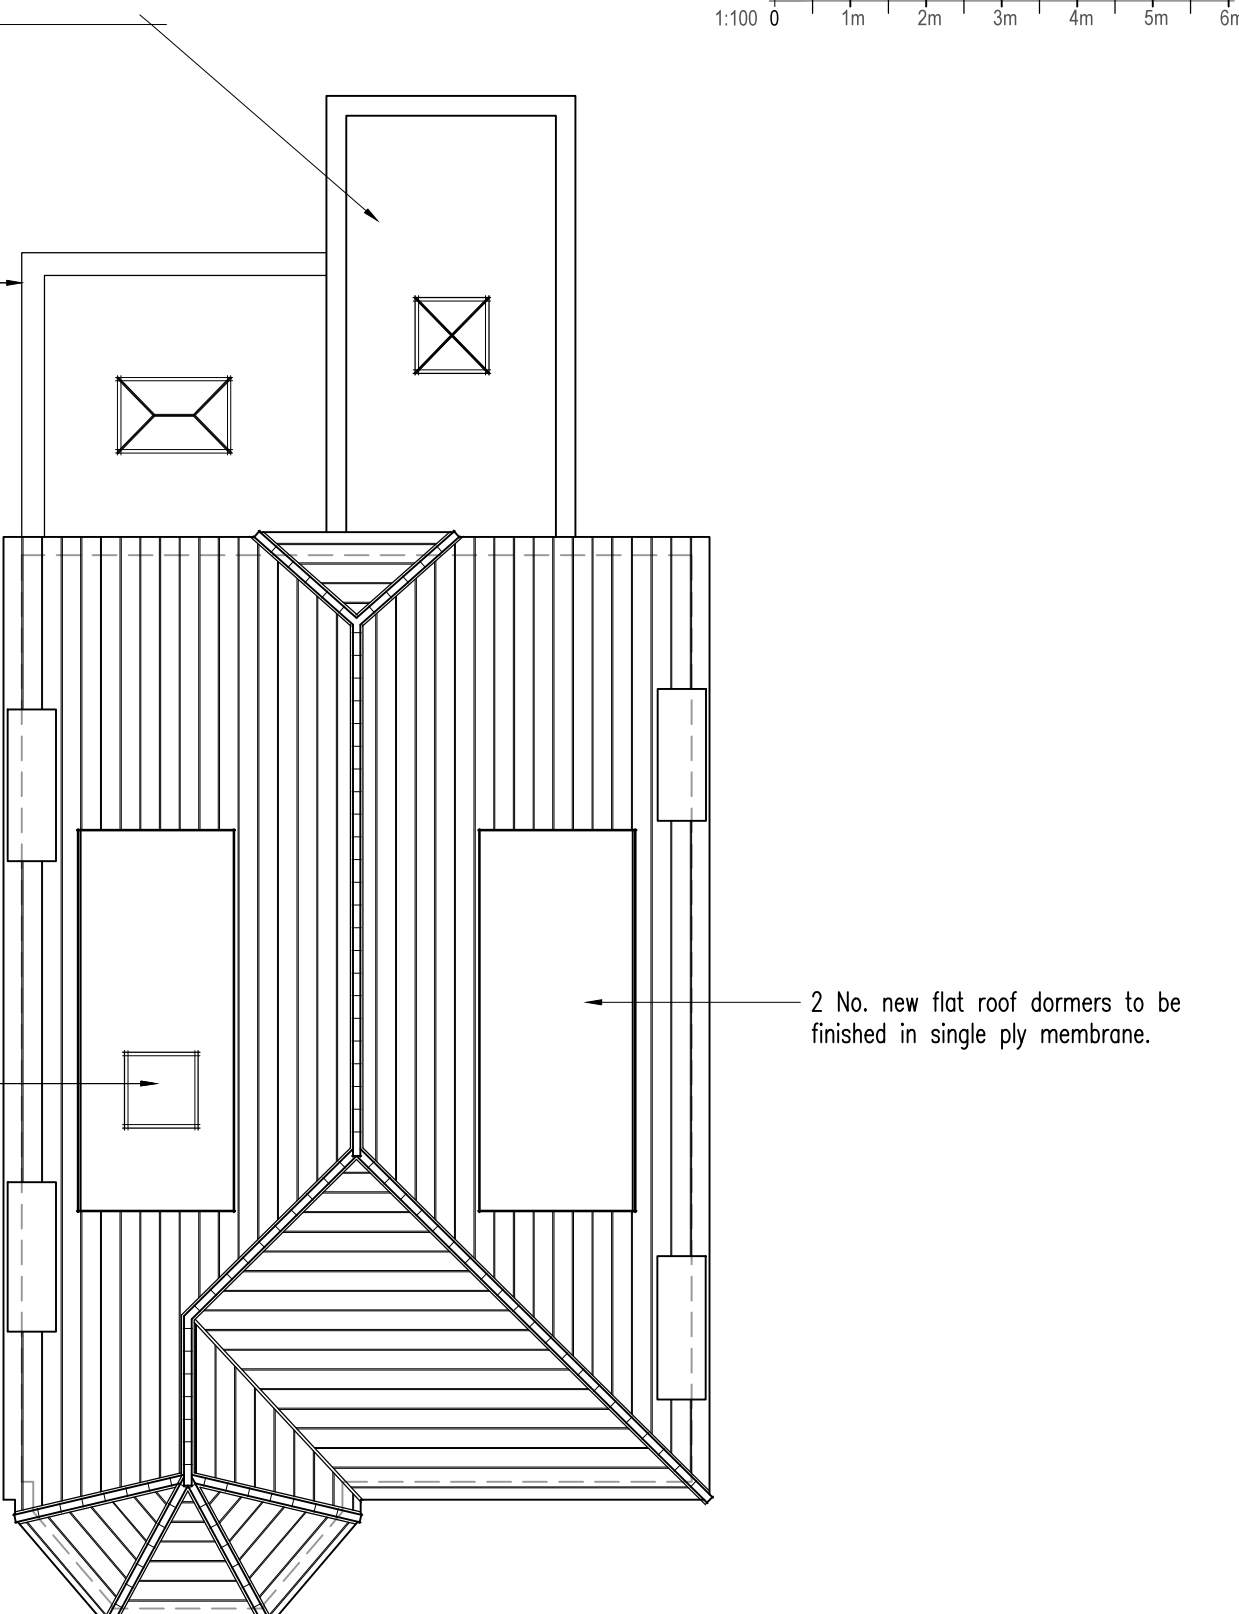 1:100 0 1m 2m 3m 4m 5m 6m
2 No. new flat roof dormers to be
finished in single ply membrane.